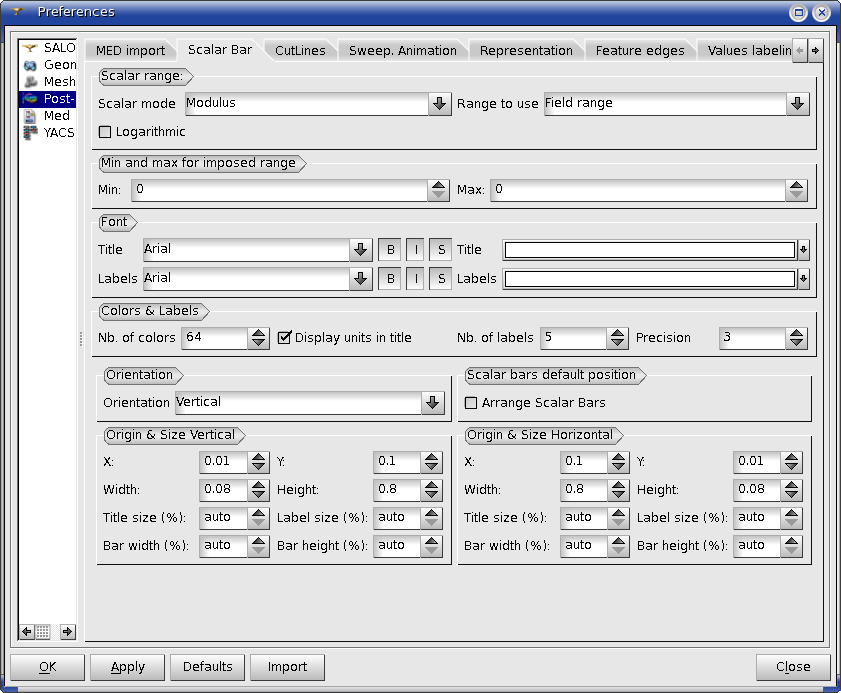 Preferences
SALO
Geon
Mesh
Post-
Med
YACS
MED import Scalar Bar CutLines Sweep. Animation Representation Feature edges Values labelin
Scalar range:
Scalar mode Modulus Range to use Field range
Logarithmic
Min and max for imposed range
Min: 0 Max: 0
Font
Title Arial B I S Title
Labels Arial B I S Labels
Colors & Labels
Nb. of colors 64 Display units in title Nb. of labels 5 Precision 3
Orientation Scalar bars default position
Orientation Vertical Arrange Scalar Bars
Origin & Size Vertical Origin & Size Horizontal
X: 0.01 Y: 0.1 X: 0.1 Y: 0.01
Width: 0.08 Height: 0.8 Width: 0.8 Height: 0.08
Title size (%): auto Label size (%): auto Title size (%): auto Label size (%): auto
Bar width (%): auto Bar height (%): auto Bar width (%): auto Bar height (%): auto
OK Apply Defaults Import Close